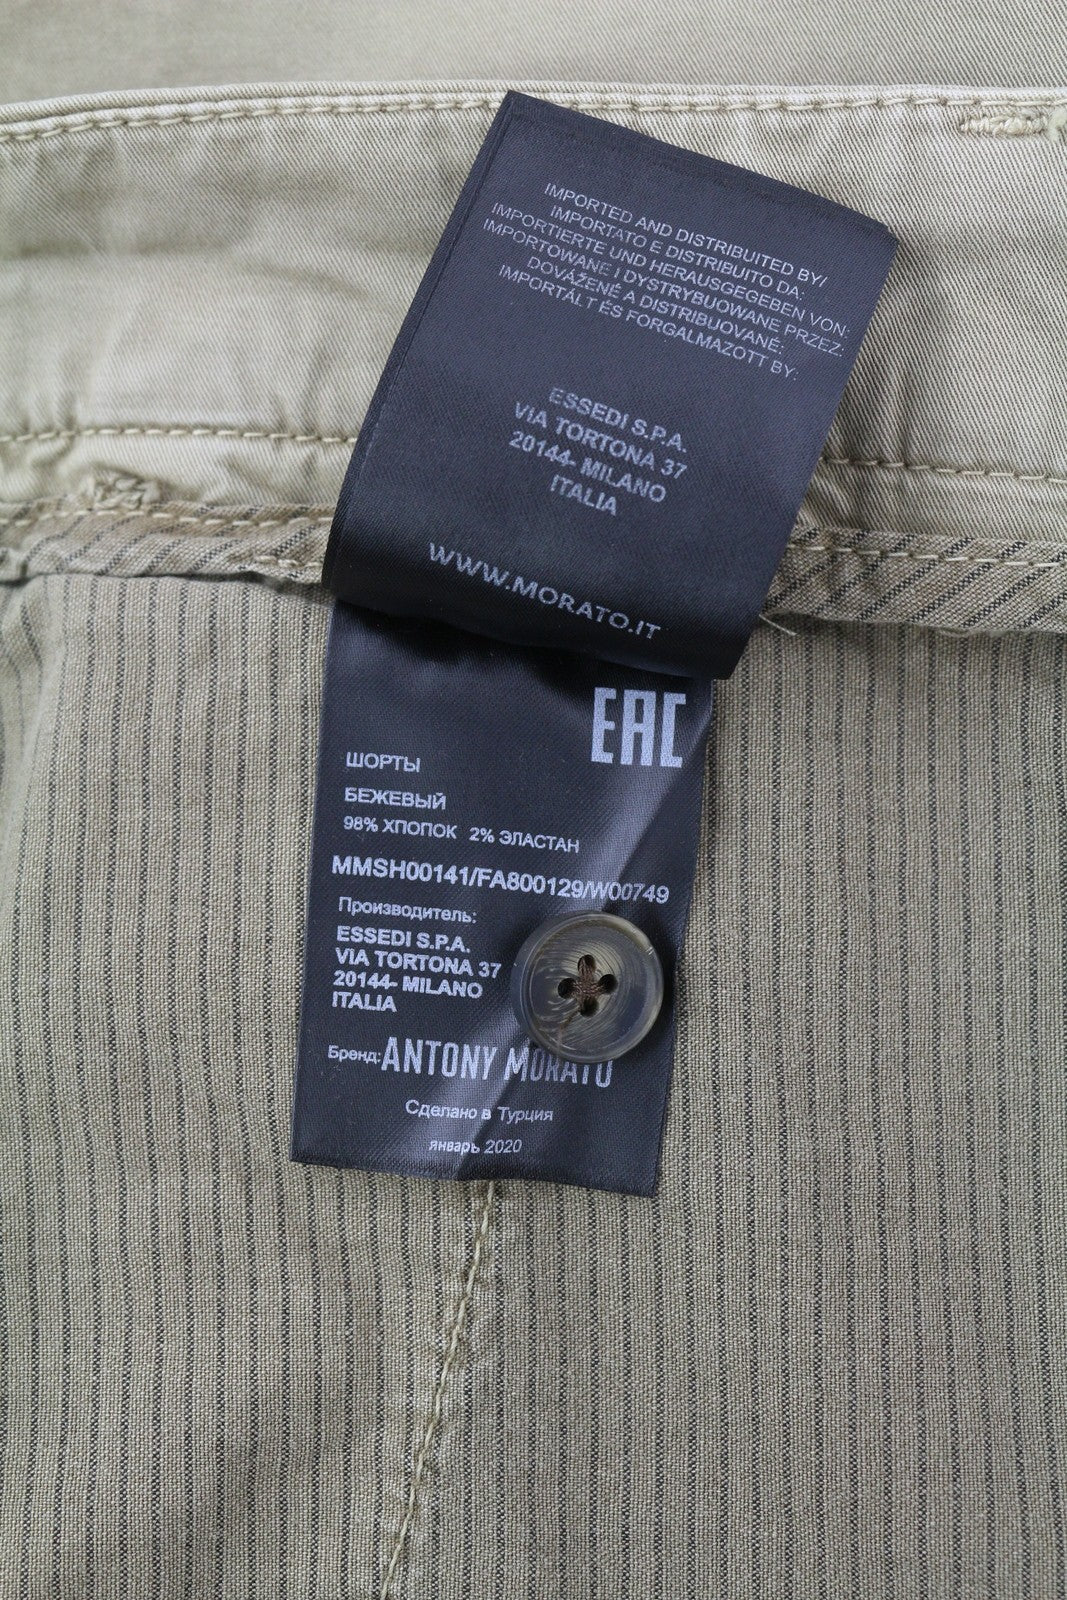 IMPORTED AND DISTRIBUITED BY/
IMPORTATO E DISTRIBUITO DA:
IMPORTIERTE UND HERAUSGEGEBEN VON:
IMPORTOWANE I DYSTRYBUOWANE PRZEZ:
DOVÁŽENÉ A DISTRIBUOVANÉ:
IMPORTÁLT ÉS FORGALMAZOTT BY:
ESSEDI S.P.A.
VIA TORTONA 37
20144- MILANO
ITALIA
WWW.MORATO.IT
EAC
ШОРТЫ
БЕЖЕВЫЙ
98% ХПОПОК 2% ЭЛАСТАН
MMSH00141/FA800129/W00749
Производитель:
ESSEDI S.P.A.
VIA TORTONA 37
20144- MILANO
ITALIA
Бренд: ANTONY MORATO
Сделано в Турция
январь 2020